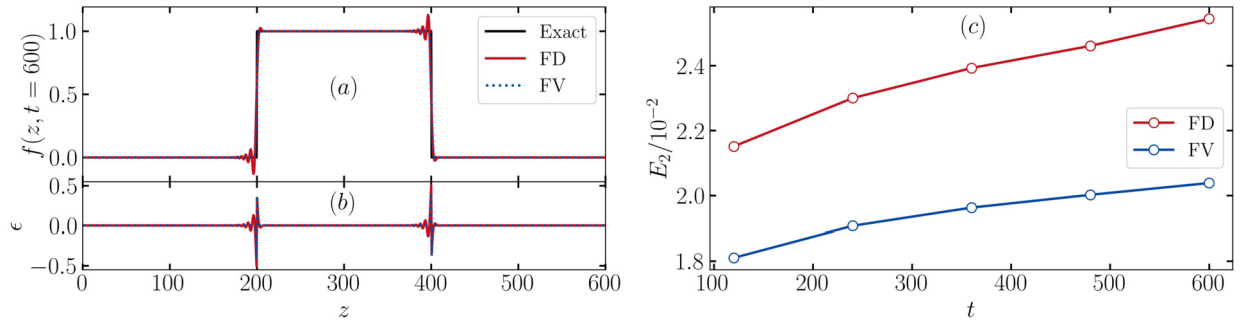 f(z, t = 600)
1.0
0.5
0.0
(a)
Exact
FD
FV
ϵ
0.5
0.0
−0.5
(b)
0 100 200 300 400 500 600
z
E₂/10⁻²
2.4
2.2
2.0
1.8
(c)
FD
FV
100 200 300 400 500 600
t